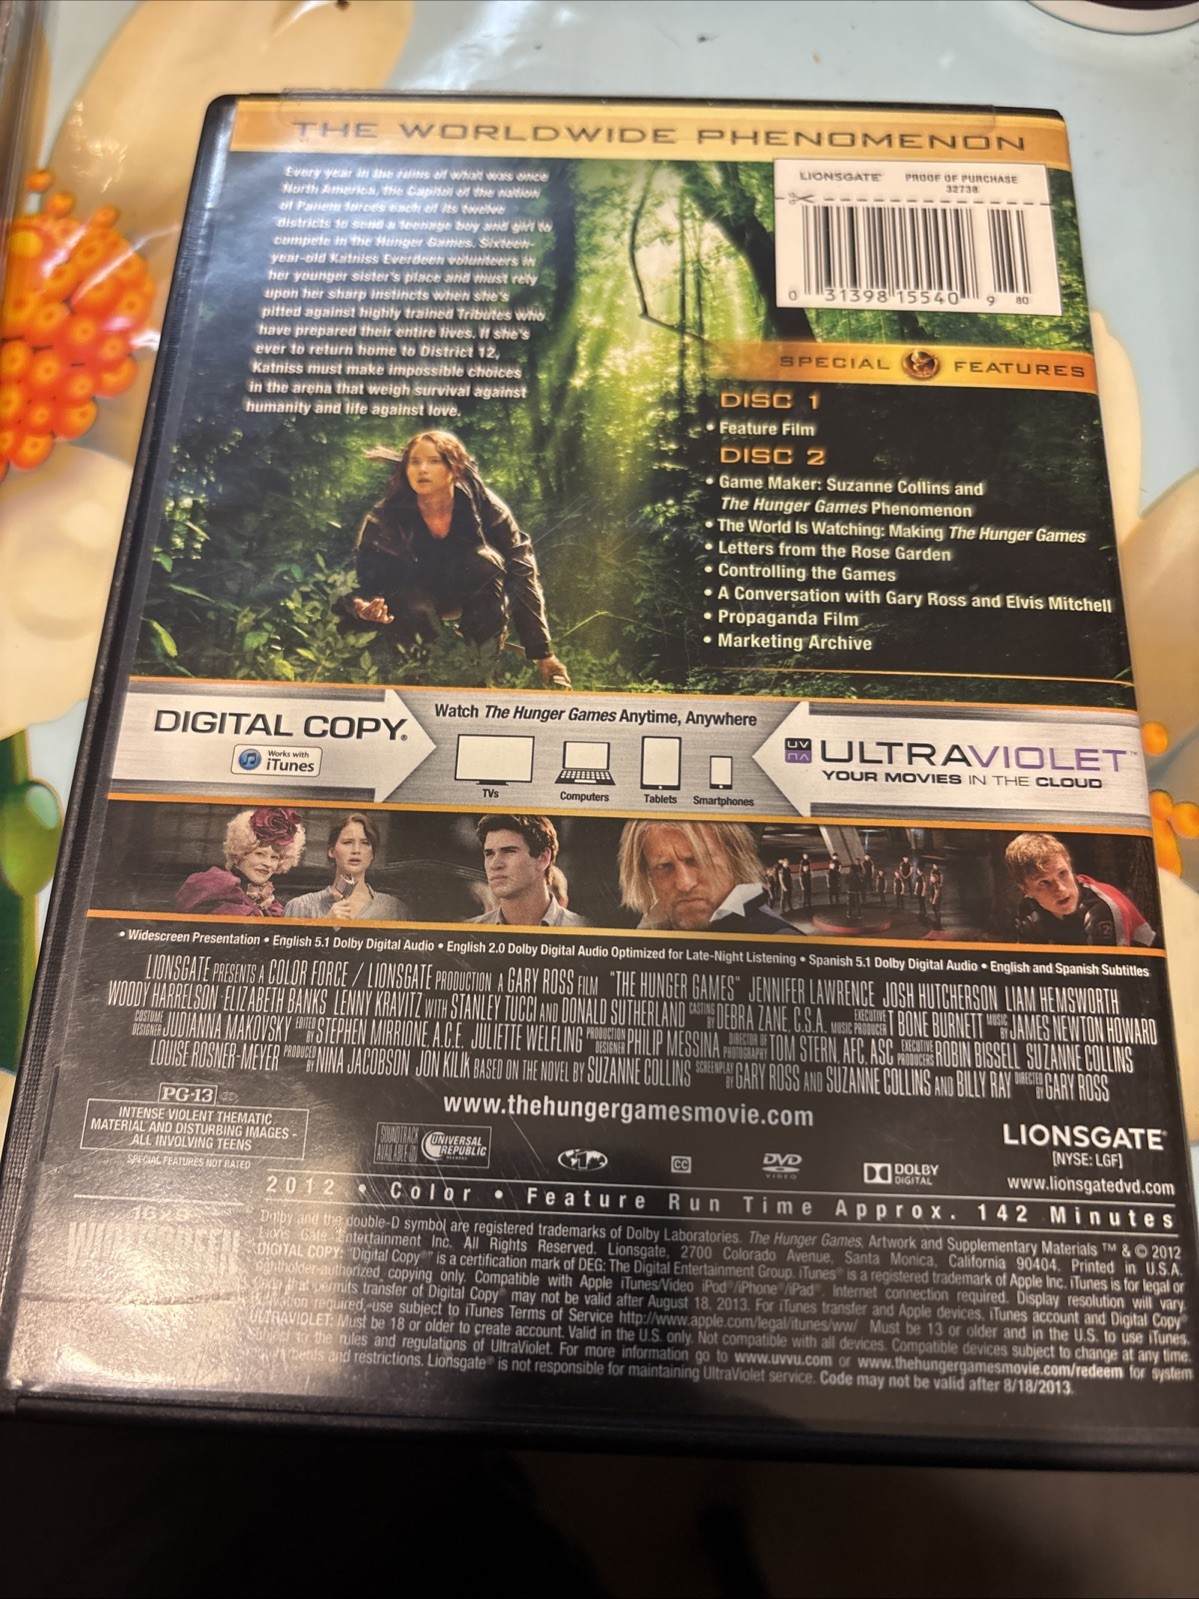 THE WORLDWIDE PHENOMENON
Every year in the ruins of what was once
North America, the Capitol of the nation
of Panem forces each of its twelve
districts to send a teenage boy and girl to
compete in the Hunger Games. Sixteen-
year-old Katniss Everdeen volunteers in
her younger sister's place and must rely
upon her sharp instincts when she's
pitted against highly trained Tributes who
have prepared their entire lives. If she's
ever to return home to District 12,
Katniss must make impossible choices
in the arena that weigh survival against
humanity and life against love.
LIONSGATE PROOF OF PURCHASE
32738
0 31398 15540 9 80
SPECIAL FEATURES
DISC 1
• Feature Film
DISC 2
• Game Maker: Suzanne Collins and
The Hunger Games Phenomenon
• The World Is Watching: Making The Hunger Games
• Letters from the Rose Garden
• Controlling the Games
• A Conversation with Gary Ross and Elvis Mitchell
• Propaganda Film
• Marketing Archive
DIGITAL COPY®
Works with
iTunes
Watch The Hunger Games Anytime, Anywhere
TVs Computers Tablets Smartphones
UV
ULTRAVIOLET™
YOUR MOVIES IN THE CLOUD
• Widescreen Presentation • English 5.1 Dolby Digital Audio • English 2.0 Dolby Digital Audio Optimized for Late-Night Listening • Spanish 5.1 Dolby Digital Audio • English and Spanish Subtitles
LIONSGATE PRESENTS A COLOR FORCE / LIONSGATE PRODUCTION A GARY ROSS FILM "THE HUNGER GAMES" JENNIFER LAWRENCE JOSH HUTCHERSON LIAM HEMSWORTH
WOODY HARRELSON ELIZABETH BANKS LENNY KRAVITZ WITH STANLEY TUCCI AND DONALD SUTHERLAND CASTING BY DEBRA ZANE, C.S.A. EXECUTIVE MUSIC PRODUCER T BONE BURNETT MUSIC BY JAMES NEWTON HOWARD
COSTUME DESIGNER JUDIANNA MAKOVSKY EDITED BY STEPHEN MIRRIONE, A.C.E. JULIETTE WELFLING PRODUCTION DESIGNER PHILIP MESSINA DIRECTOR OF PHOTOGRAPHY TOM STERN, AFC, ASC EXECUTIVE PRODUCERS ROBIN BISSELL SUZANNE COLLINS
LOUISE ROSNER-MEYER PRODUCED BY NINA JACOBSON JON KILIK BASED ON THE NOVEL BY SUZANNE COLLINS SCREENPLAY BY GARY ROSS AND SUZANNE COLLINS AND BILLY RAY DIRECTED BY GARY ROSS
www.thehungergamesmovie.com
PG-13
INTENSE VIOLENT THEMATIC
MATERIAL AND DISTURBING IMAGES -
ALL INVOLVING TEENS
SPECIAL FEATURES NOT RATED
SOUNDTRACK AVAILABLE ON
UNIVERSAL REPUBLIC RECORDS
1
CC
DVD VIDEO
DOLBY DIGITAL
LIONSGATE®
[NYSE: LGF]
www.lionsgatedvd.com
2012 • Color • Feature Run Time Approx. 142 Minutes
16x9
WIDESCREEN
Dolby and the double-D symbol are registered trademarks of Dolby Laboratories. The Hunger Games, Artwork and Supplementary Materials ™ & © 2012
Lions Gate Entertainment Inc. All Rights Reserved. Lionsgate, 2700 Colorado Avenue, Santa Monica, California 90404. Printed in U.S.A.
DIGITAL COPY: "Digital Copy®" is a certification mark of DEG: The Digital Entertainment Group. iTunes® is a registered trademark of Apple Inc. iTunes is for legal or
rightholder-authorized copying only. Compatible with Apple iTunes/Video iPod®/iPhone®/iPad®. Internet connection required. Display resolution will vary.
that permits transfer of Digital Copy® may not be valid after August 18, 2013. For iTunes transfer and Apple devices, iTunes account and Digital Copy®
required, use subject to iTunes Terms of Service http://www.apple.com/legal/itunes/ww/ Must be 13 or older and in the U.S. to use iTunes.
ULTRAVIOLET: Must be 18 or older to create account. Valid in the U.S. only. Not compatible with all devices. Compatible devices subject to change at any time.
Subject to the rules and regulations of UltraViolet. For more information go to www.uvvu.com or www.thehungergamesmovie.com/redeem for system
and restrictions. Lionsgate® is not responsible for maintaining UltraViolet service. Code may not be valid after 8/18/2013.